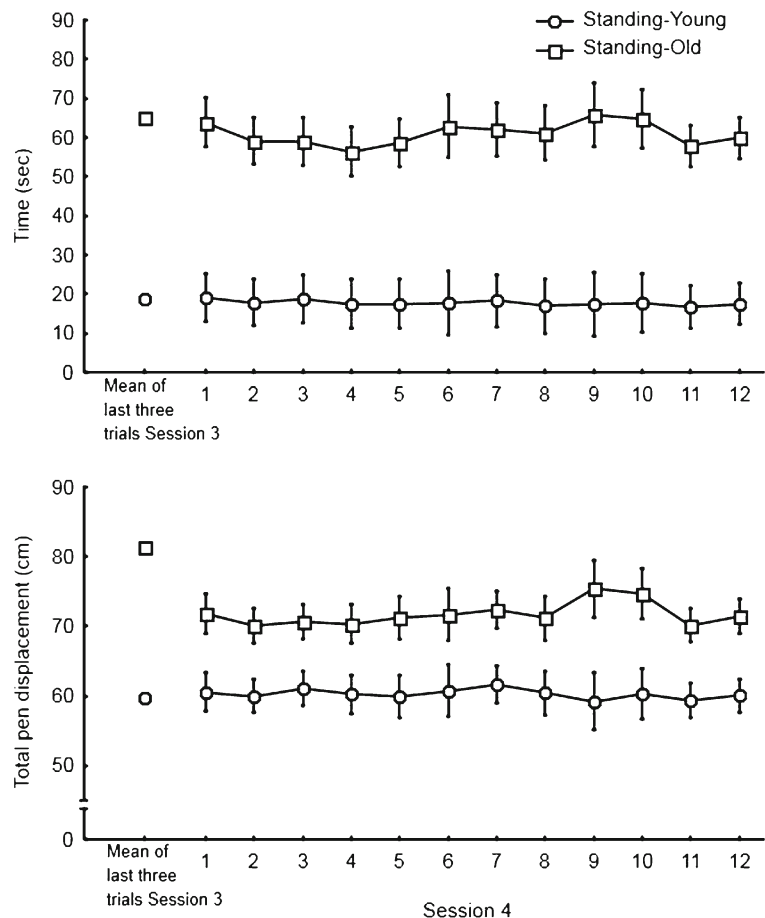 90
Standing-Young
Standing-Old
80
70
60
50
40
30
20
10
0
Time (sec)
Mean of
last three
trials Session 3
1 2 3 4 5 6 7 8 9 10 11 12
90
80
70
60
50
0
Total pen displacement (cm)
Mean of
last three
trials Session 3
1 2 3 4 5 6 7 8 9 10 11 12
Session 4